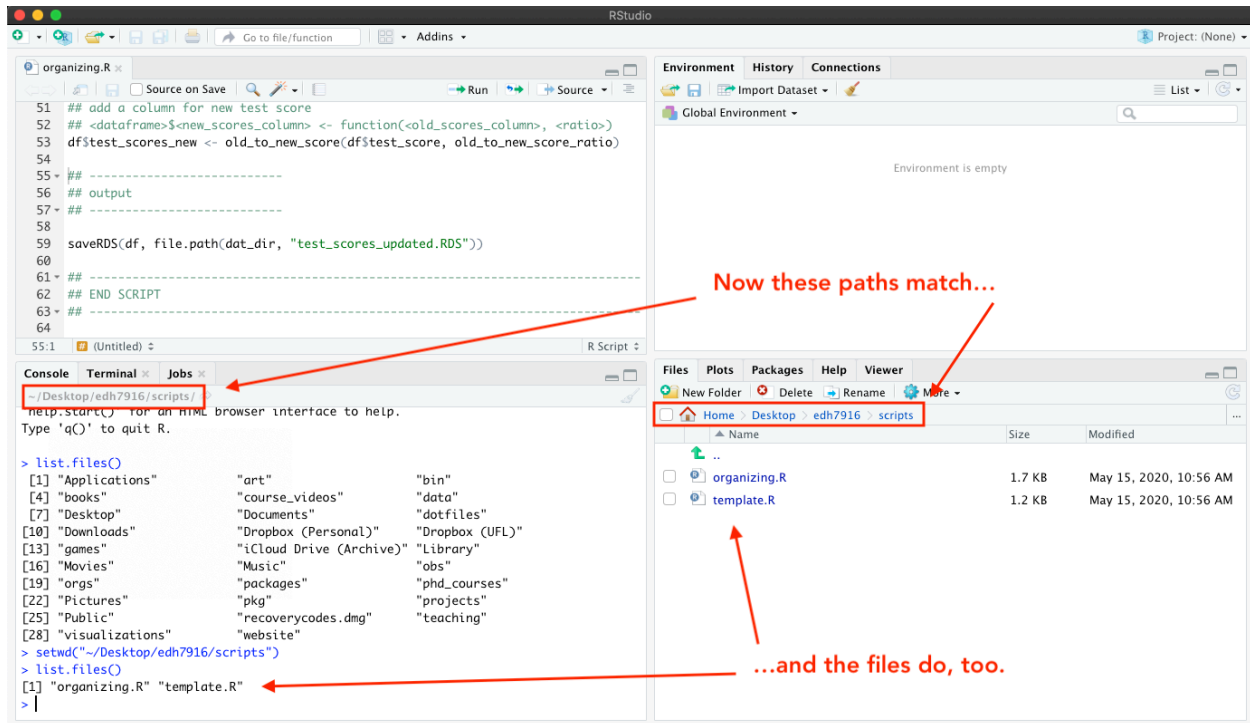 RStudio
Go to file/function
Addins
Project: (None)
organizing.R
Source on Save
Run
Source
51 ## add a column for new test score
52 ## <dataframe>$<new_scores_column> <- function(<old_scores_column>, <ratio>)
53 df$test_scores_new <- old_to_new_score(df$test_score, old_to_new_score_ratio)
54
55 ## ---------------------------
56 ## output
57 ## ---------------------------
58
59 saveRDS(df, file.path(dat_dir, "test_scores_updated.RDS"))
60
61 ## -----------------------------------------------------------------------------
62 ## END SCRIPT
63 ## -----------------------------------------------------------------------------
64
55:1 # (Untitled) R Script
Environment History Connections
Import Dataset List
Global Environment
Environment is empty
Now these paths match...
Console Terminal Jobs
~/Desktop/edh7916/scripts/
'help.start()' for an HTML browser interface to help.
Type 'q()' to quit R.
> list.files()
[1] "Applications" "art" "bin"
[4] "books" "course_videos" "data"
[7] "Desktop" "Documents" "dotfiles"
[10] "Downloads" "Dropbox (Personal)" "Dropbox (UFL)"
[13] "games" "iCloud Drive (Archive)" "Library"
[16] "Movies" "Music" "obs"
[19] "orgs" "packages" "phd_courses"
[22] "Pictures" "pkg" "projects"
[25] "Public" "recoverycodes.dmg" "teaching"
[28] "visualizations" "website"
> setwd("~/Desktop/edh7916/scripts")
> list.files()
[1] "organizing.R" "template.R"
>
Files Plots Packages Help Viewer
New Folder Delete Rename More
Home Desktop edh7916 scripts ...
Name Size Modified
..
organizing.R 1.7 KB May 15, 2020, 10:56 AM
template.R 1.2 KB May 15, 2020, 10:56 AM
...and the files do, too.